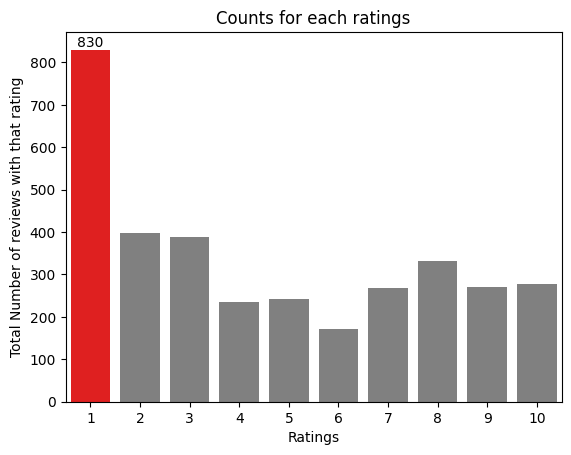 Counts for each ratings
830
Total Number of reviews with that rating
800
700
600
500
400
300
200
100
0
1 2 3 4 5 6 7 8 9 10
Ratings